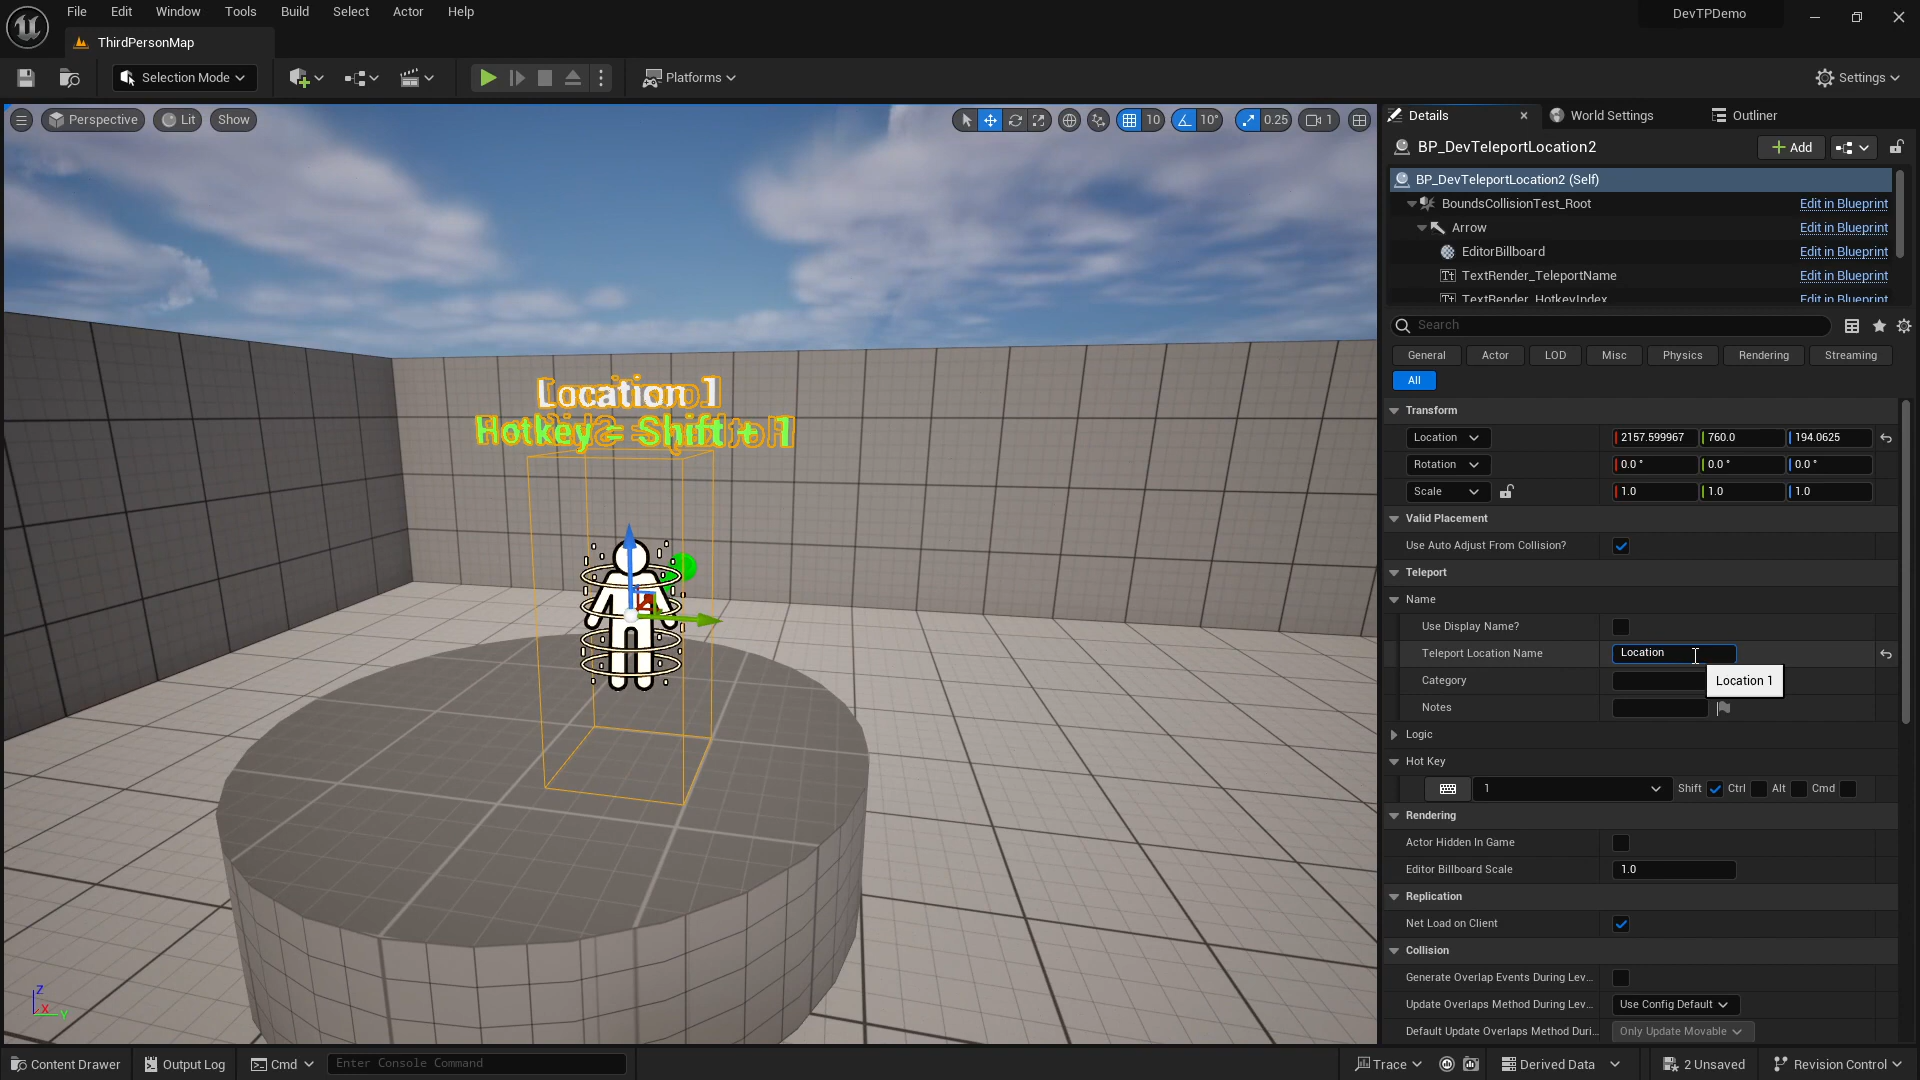 File Edit Window Tools Build Select Actor Help
DevTPDemo
ThirdPersonMap
Selection Mode
Platforms
Settings
Perspective
Lit
Show
10
10°
0.25
1
Location 1
Hotkey = Shift + 1
Z
X
Y
Details
World Settings
Outliner
BP_DevTeleportLocation2
Add
BP_DevTeleportLocation2 (Self)
BoundsCollisionTest_Root Edit in Blueprint
Arrow Edit in Blueprint
EditorBillboard Edit in Blueprint
TextRender_TeleportName Edit in Blueprint
TextRender_HotkeyIndex Edit in Blueprint
Search
General Actor LOD Misc Physics Rendering Streaming
All
Transform
Location 2157.599967 760.0 194.0625
Rotation 0.0 ° 0.0 ° 0.0 °
Scale 1.0 1.0 1.0
Valid Placement
Use Auto Adjust From Collision?
Teleport
Name
Use Display Name?
Teleport Location Name Location
Category Location 1
Notes
Logic
Hot Key
1 Shift Ctrl Alt Cmd
Rendering
Actor Hidden In Game
Editor Billboard Scale 1.0
Replication
Net Load on Client
Collision
Generate Overlap Events During Lev...
Update Overlaps Method During Lev... Use Config Default
Default Update Overlaps Method Duri... Only Update Movable
Content Drawer Output Log Cmd Enter Console Command Trace Derived Data 2 Unsaved Revision Control